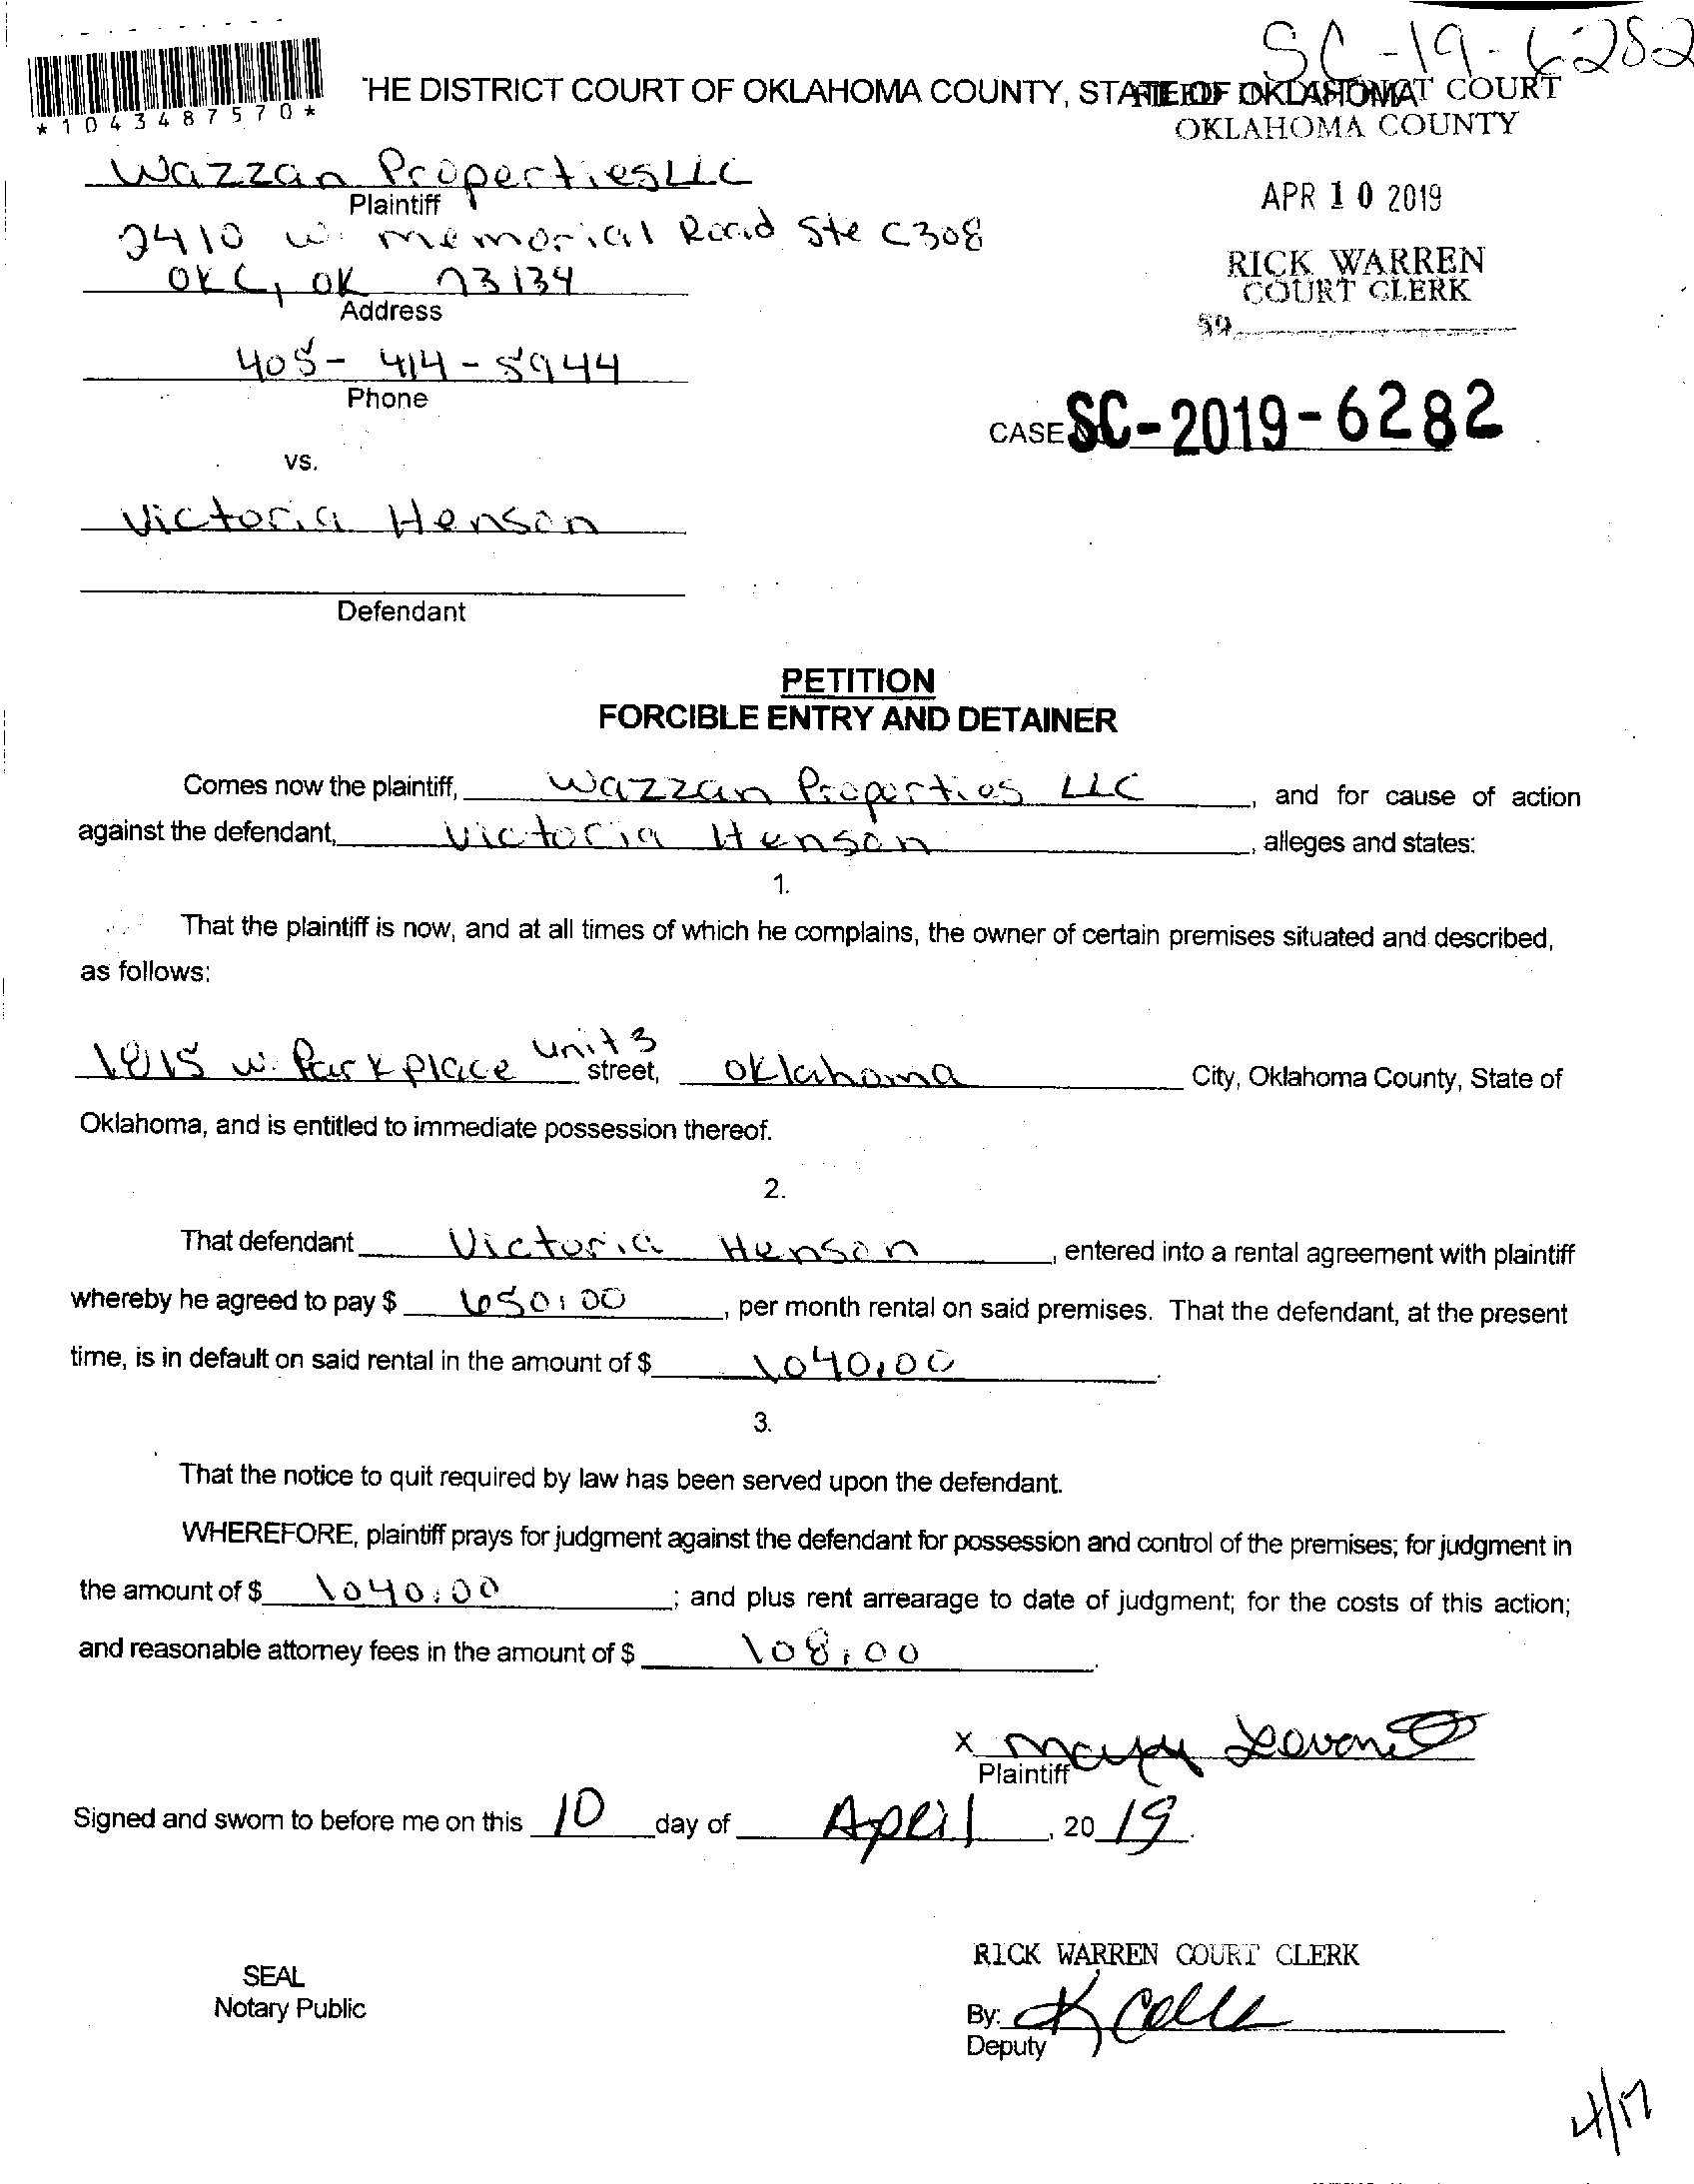 SC-19-6282
*1043487570*
THE DISTRICT COURT OF OKLAHOMA COUNTY, STATE OF OKLAHOMA
FILED IN DISTRICT COURT
OKLAHOMA COUNTY
Wazzan Properties LLC
Plaintiff
2410 W. Memorial Road Ste C308
OKC, OK 73134
Address
405-414-5944
Phone
APR 10 2019
RICK WARREN
COURT CLERK
59
CASE NO. SC-2019-6282
vs.
Victoria Henson
Defendant
PETITION
FORCIBLE ENTRY AND DETAINER
Comes now the plaintiff, Wazzan Properties LLC, and for cause of action
against the defendant, Victoria Henson, alleges and states:
1.
That the plaintiff is now, and at all times of which he complains, the owner of certain premises situated and described,
as follows:
1815 w. Park place unit 3 street, Oklahoma City, Oklahoma County, State of
Oklahoma, and is entitled to immediate possession thereof.
2.
That defendant Victoria Henson, entered into a rental agreement with plaintiff
whereby he agreed to pay $ 650.00, per month rental on said premises. That the defendant, at the present
time, is in default on said rental in the amount of $ 1040.00.
3.
That the notice to quit required by law has been served upon the defendant.
WHEREFORE, plaintiff prays for judgment against the defendant for possession and control of the premises; for judgment in
the amount of $ 1040.00; and plus rent arrearage to date of judgment; for the costs of this action;
and reasonable attorney fees in the amount of $ 108.00.
X
Plaintiff
Signed and sworn to before me on this 10 day of April, 20 19.
RICK WARREN COURT CLERK
SEAL
Notary Public
By:
Deputy
4/17